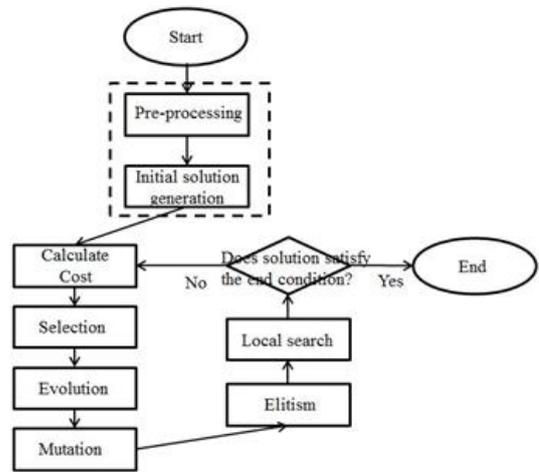 Start
Pre-processing
Initial solution
generation
Calculate
Cost
Selection
Evolution
Mutation
Elitism
Local search
Does solution satisfy
the end condition?
No
Yes
End